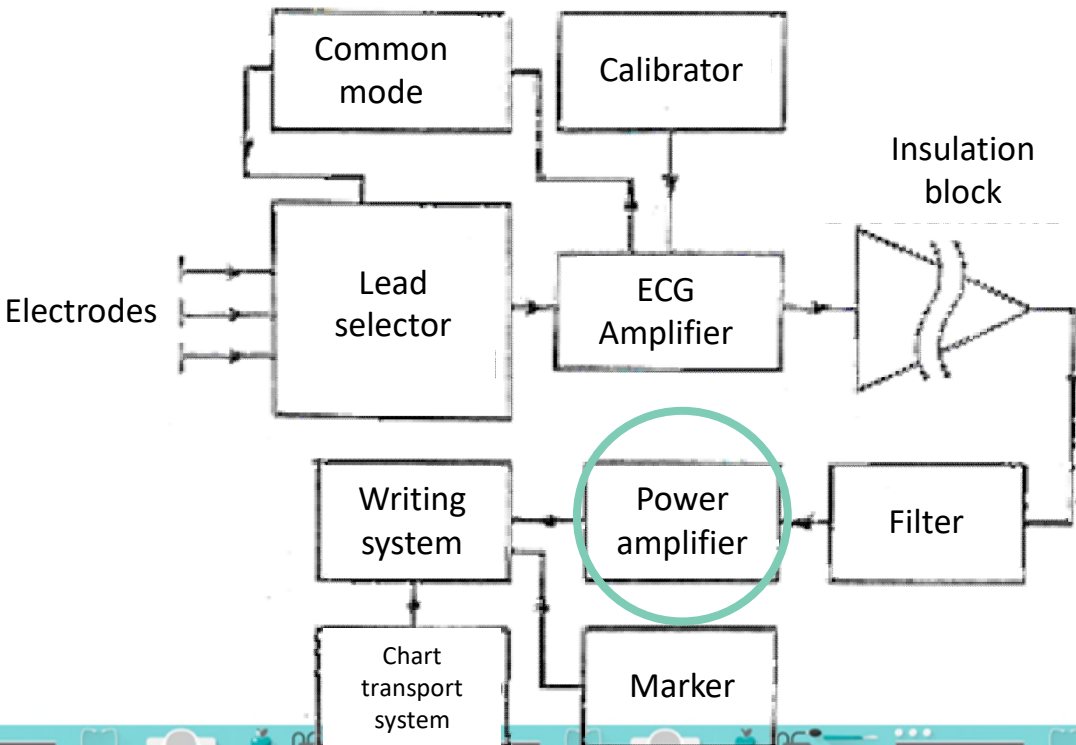 Common
mode
Calibrator
Insulation
block
Electrodes
Lead
selector
ECG
Amplifier
Writing
system
Power
amplifier
Filter
Chart
transport
system
Marker